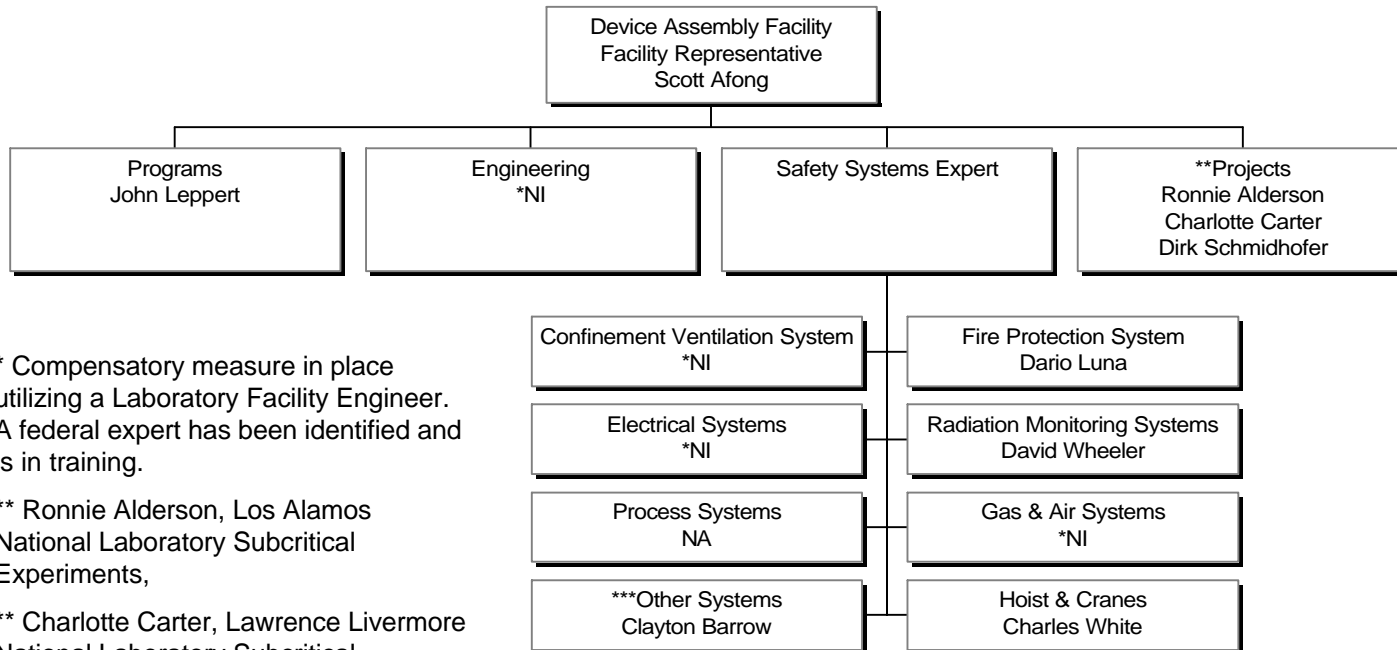 Device Assembly Facility
Facility Representative
Scott Afong
Programs
John Leppert
Engineering
*NI
Safety Systems Expert
**Projects
Ronnie Alderson
Charlotte Carter
Dirk Schmidhofer
Confinement Ventilation System
*NI
Fire Protection System
Dario Luna
Electrical Systems
*NI
Radiation Monitoring Systems
David Wheeler
Process Systems
NA
Gas & Air Systems
*NI
***Other Systems
Clayton Barrow
Hoist & Cranes
Charles White
* Compensatory measure in place
utilizing a Laboratory Facility Engineer.
A federal expert has been identified and
is in training.
** Ronnie Alderson, Los Alamos
National Laboratory Subcritical
Experiments,
** Charlotte Carter, Lawrence Livermore
National Laboratory Subcritical